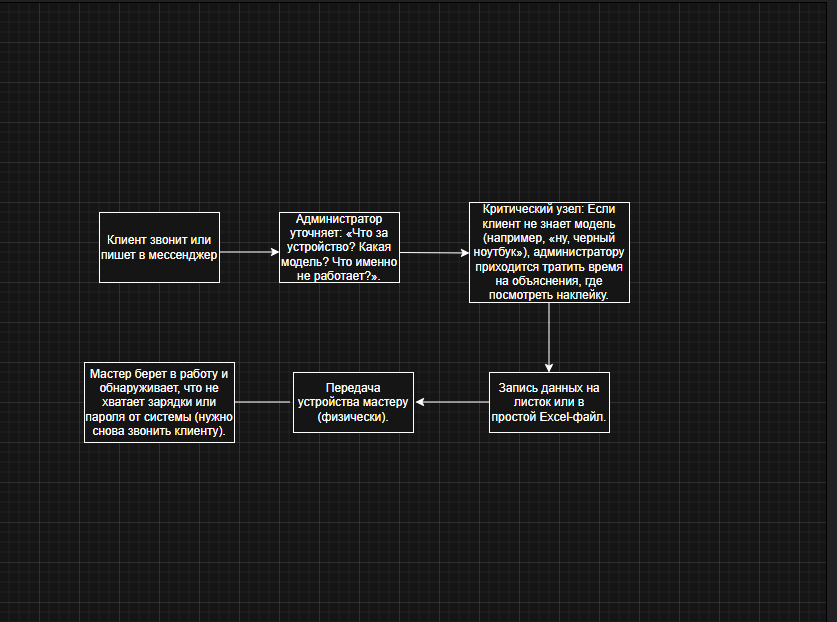 Клиент звонит или
пишет в мессенджер
Администратор
уточняет: «Что за
устройство? Какая
модель? Что именно
не работает?».
Критический узел: Если
клиент не знает модель
(например, «ну, черный
ноутбук»), администратору
приходится тратить время
на объяснения, где
посмотреть наклейку.
Запись данных на
листок или в
простой Excel-файл.
Передача
устройства мастеру
(физически).
Мастер берет в работу и
обнаруживает, что не
хватает зарядки или
пароля от системы (нужно
снова звонить клиенту).